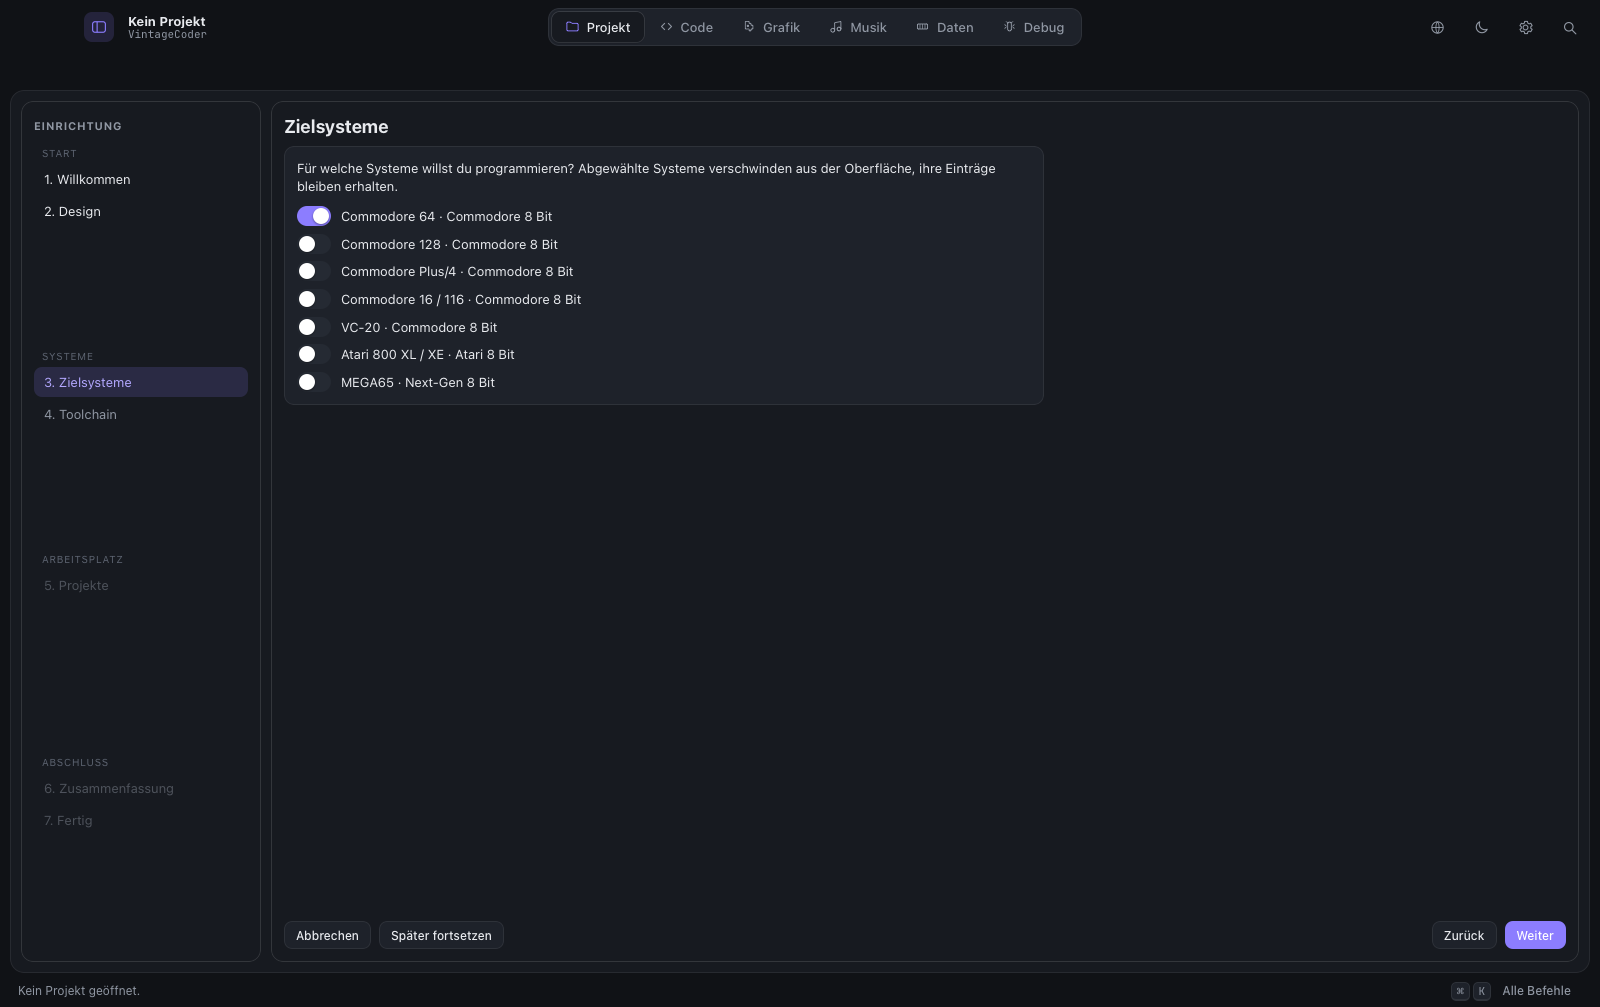 Kein Projekt
VintageCoder
Projekt
Code
Grafik
Musik
Daten
Debug
EINRICHTUNG
START
1. Willkommen
2. Design
SYSTEME
3. Zielsysteme
4. Toolchain
ARBEITSPLATZ
5. Projekte
ABSCHLUSS
6. Zusammenfassung
7. Fertig
Zielsysteme
Für welche Systeme willst du programmieren? Abgewählte Systeme verschwinden aus der Oberfläche, ihre Einträge
bleiben erhalten.
Commodore 64 · Commodore 8 Bit
Commodore 128 · Commodore 8 Bit
Commodore Plus/4 · Commodore 8 Bit
Commodore 16 / 116 · Commodore 8 Bit
VC-20 · Commodore 8 Bit
Atari 800 XL / XE · Atari 8 Bit
MEGA65 · Next-Gen 8 Bit
Abbrechen
Später fortsetzen
Zurück
Weiter
Kein Projekt geöffnet.
⌘ K Alle Befehle